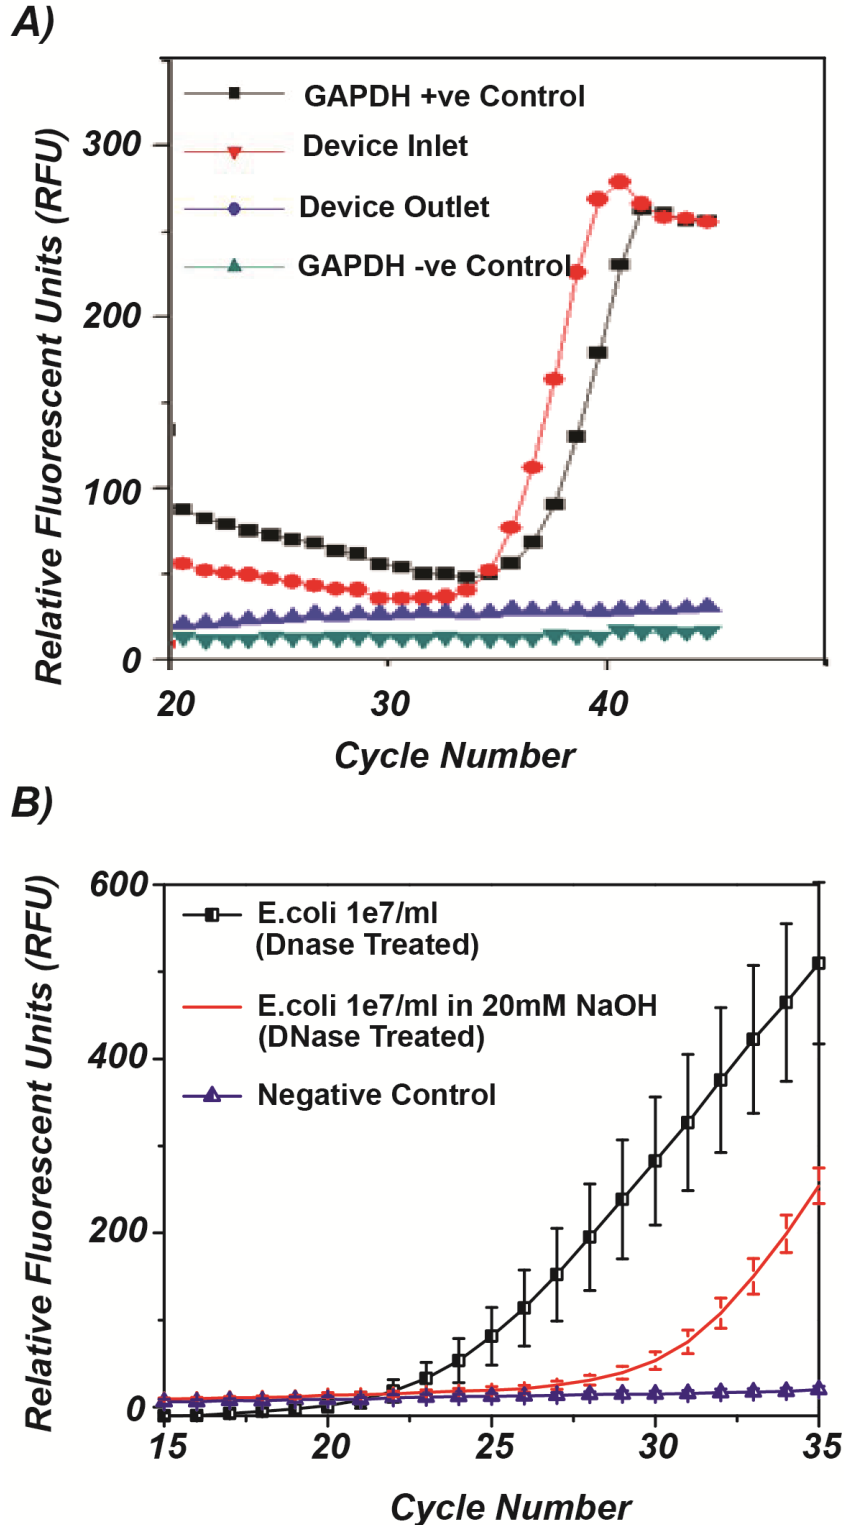 A)
Relative Fluorescent Units (RFU)
300
200
100
0
GAPDH +ve Control
Device Inlet
Device Outlet
GAPDH -ve Control
20 30 40
Cycle Number
B)
Relative Fluorescent Units (RFU)
600
400
200
0
E.coli 1e7/ml
(Dnase Treated)
E.coli 1e7/ml in 20mM NaOH
(DNase Treated)
Negative Control
15 20 25 30 35
Cycle Number